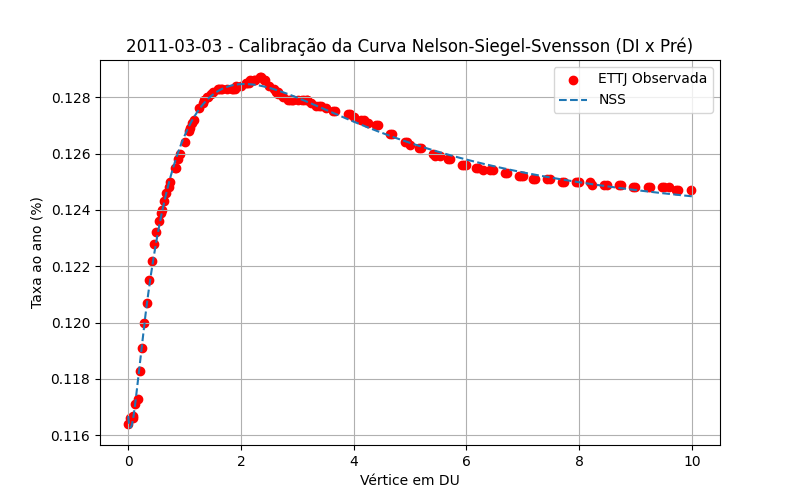 2011-03-03 - Calibração da Curva Nelson-Siegel-Svensson (DI x Pré)
ETTJ Observada
NSS
Taxa ao ano (%)
0.128
0.126
0.124
0.122
0.120
0.118
0.116
0 2 4 6 8 10
Vértice em DU